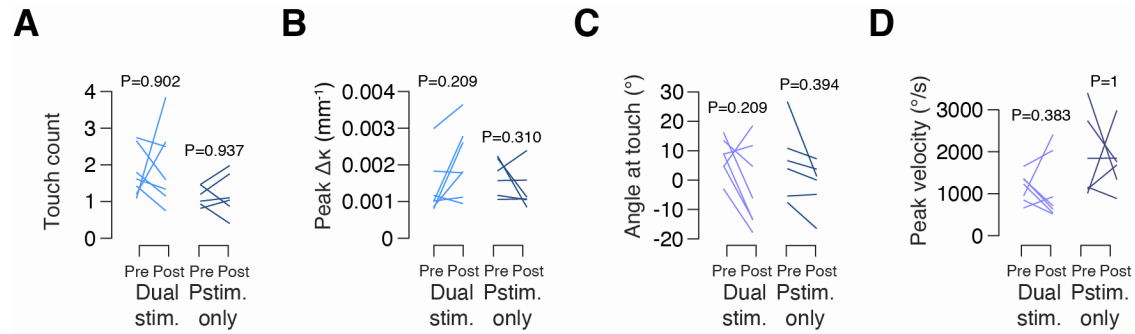 A
Touch count
4
3
2
1
0
P=0.902
P=0.937
Pre Post
Pre Post
Dual stim.
Pstim. only
B
Peak Δκ (mm⁻¹)
0.004
0.003
0.002
0.001
0
P=0.209
P=0.310
Pre Post
Pre Post
Dual stim.
Pstim. only
C
Angle at touch (°)
30
20
10
0
-10
-20
P=0.209
P=0.394
Pre Post
Pre Post
Dual stim.
Pstim. only
D
Peak velocity (°/s)
3000
2000
1000
0
P=0.383
P=1
Pre Post
Pre Post
Dual stim.
Pstim. only